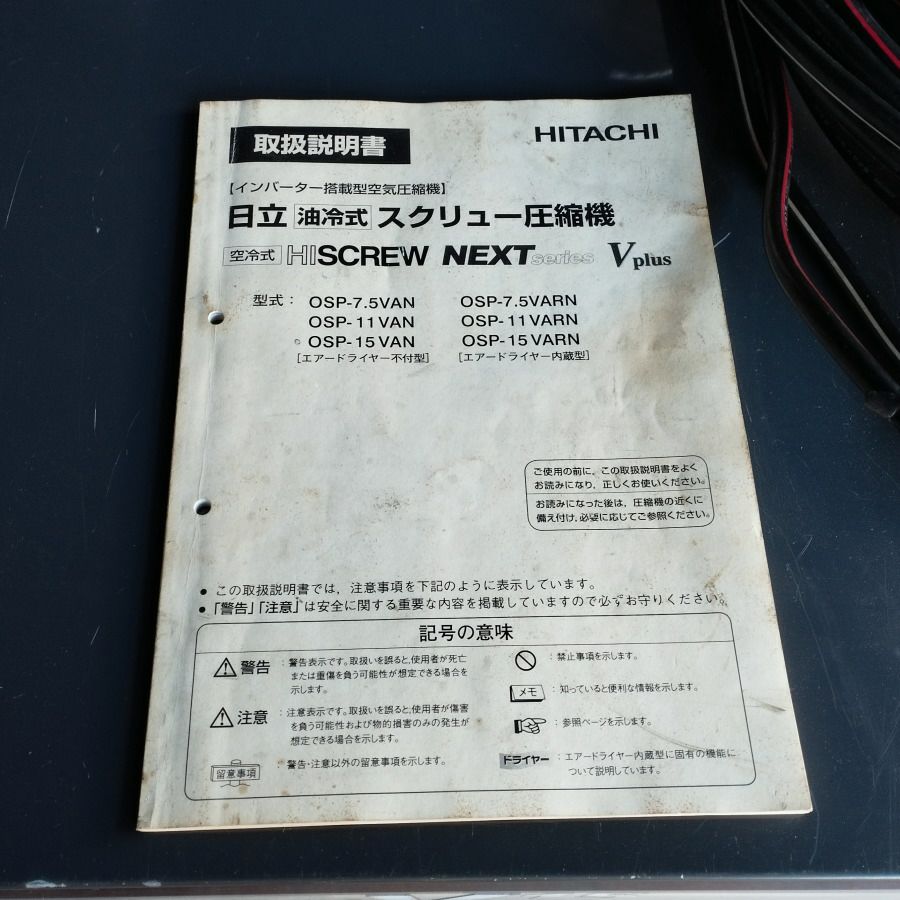 取扱説明書
HITACHI
【インバーター搭載型空気圧縮機】
日立 油冷式 スクリュー圧縮機
空冷式 HISCREW NEXT series Vplus
型式： OSP-7.5VAN OSP-7.5VARN
OSP-11VAN OSP-11VARN
OSP-15VAN OSP-15VARN
［エアードライヤー不付型］ ［エアードライヤー内蔵型］
ご使用の前に，この取扱説明書をよく
お読みになり，正しくお使いください。
お読みになった後は，圧縮機の近くに
備え付け，必要に応じてご参照ください。
● この取扱説明書では，注意事項を下記のように表示しています。
● 「警告」「注意」は安全に関する重要な内容を掲載していますので必ずお守りください。
記号の意味
警告 ：警告表示です。取扱いを誤ると，使用者が死亡
または重傷を負う可能性が想定できる場合を
示します。
注意 ：注意表示です。取扱いを誤ると，使用者が傷害
を負う可能性および物的損害のみの発生が
想定できる場合を示します。
留意事項 ：警告・注意以外の留意事項を示します。
：禁止事項を示します。
メモ ：知っていると便利な情報を示します。
：参照ページを示します。
ドライヤー ：エアードライヤー内蔵型に固有の機能に
ついて説明しています。